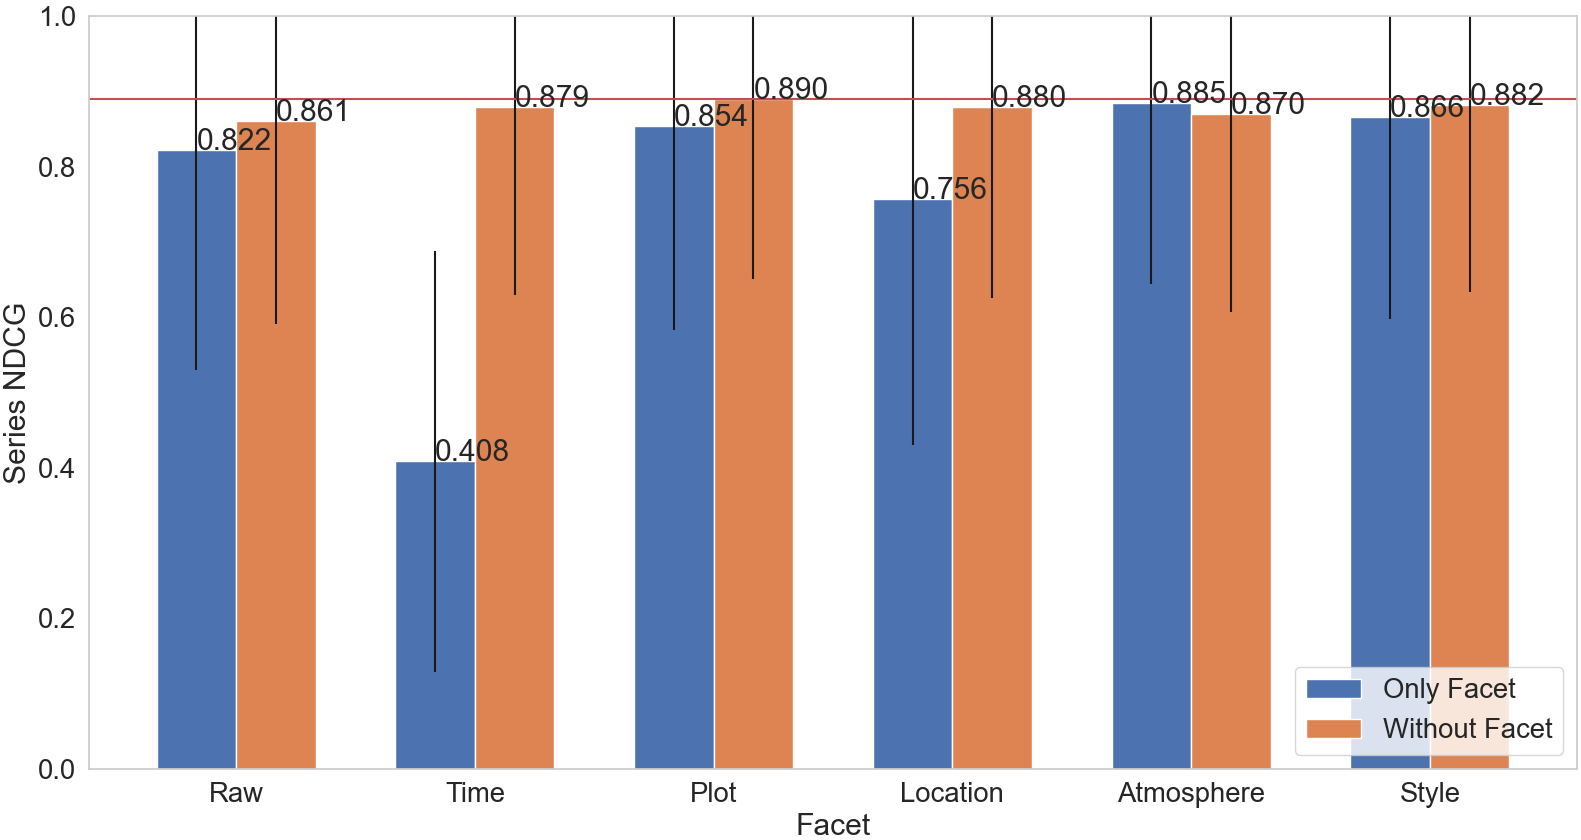 1.0
0.8
0.6
0.4
0.2
0.0
Series NDCG
0.822
0.861
0.408
0.879
0.854
0.890
0.756
0.880
0.885
0.870
0.866
0.882
Only Facet
Without Facet
Raw
Time
Plot
Location
Atmosphere
Style
Facet